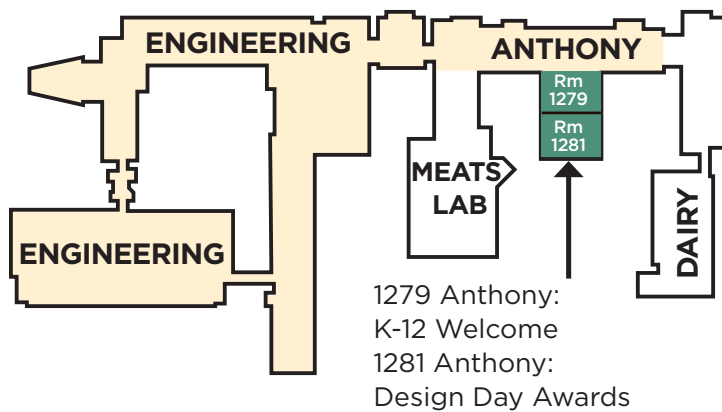 ENGINEERING
ANTHONY
Rm
1279
Rm
1281
MEATS
LAB
ENGINEERING
DAIRY
1279 Anthony:
K-12 Welcome
1281 Anthony:
Design Day Awards